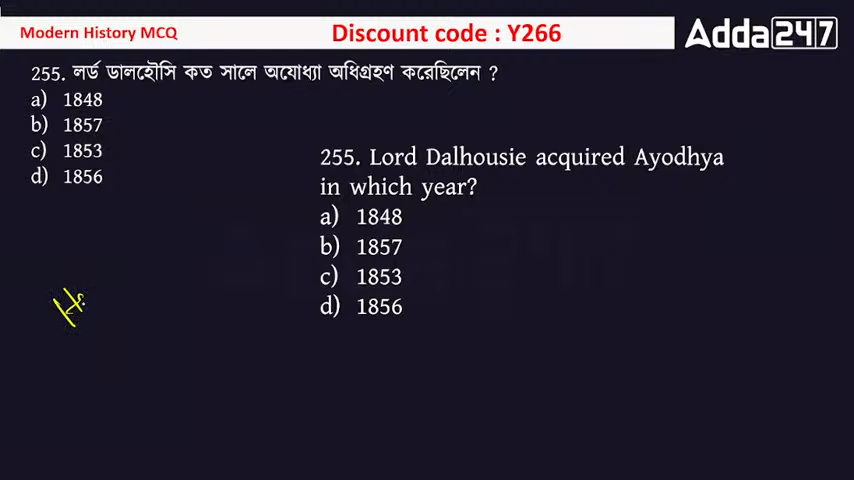 Modern History MCQ
Discount code : Y266
Adda247
255. লর্ড ডালহৌসি কত সালে অযোধ্যা অধিগ্রহণ করেছিলেন ?
a) 1848
b) 1857
c) 1853
d) 1856
255. Lord Dalhousie acquired Ayodhya
in which year?
a) 1848
b) 1857
c) 1853
d) 1856